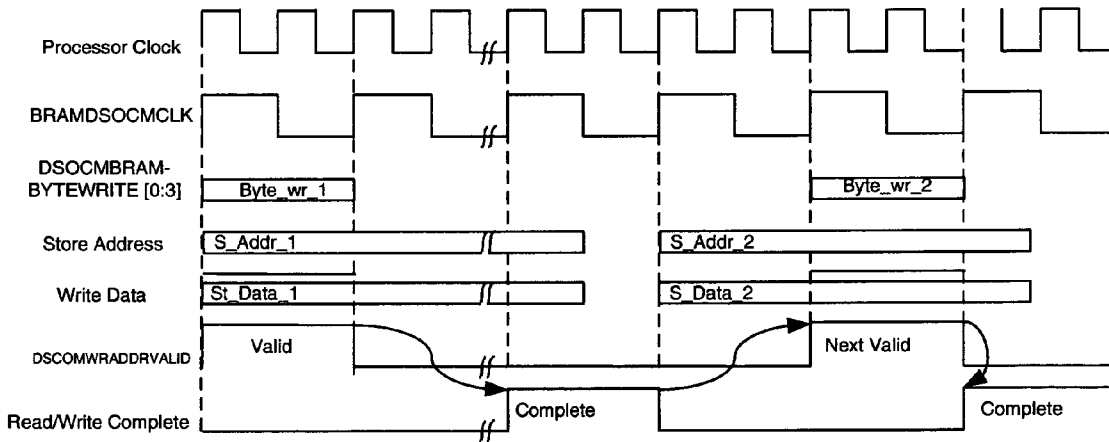 Processor Clock
BRAMDSOCMCLK
DSOCMBRAM-
BYTEWRITE [0:3]
Byte_wr_1
Byte_wr_2
Store Address
S_Addr_1
S_Addr_2
Write Data
St_Data_1
S_Data_2
DSCOMWRADDRVALID
Valid
Next Valid
Read/Write Complete
Complete
Complete